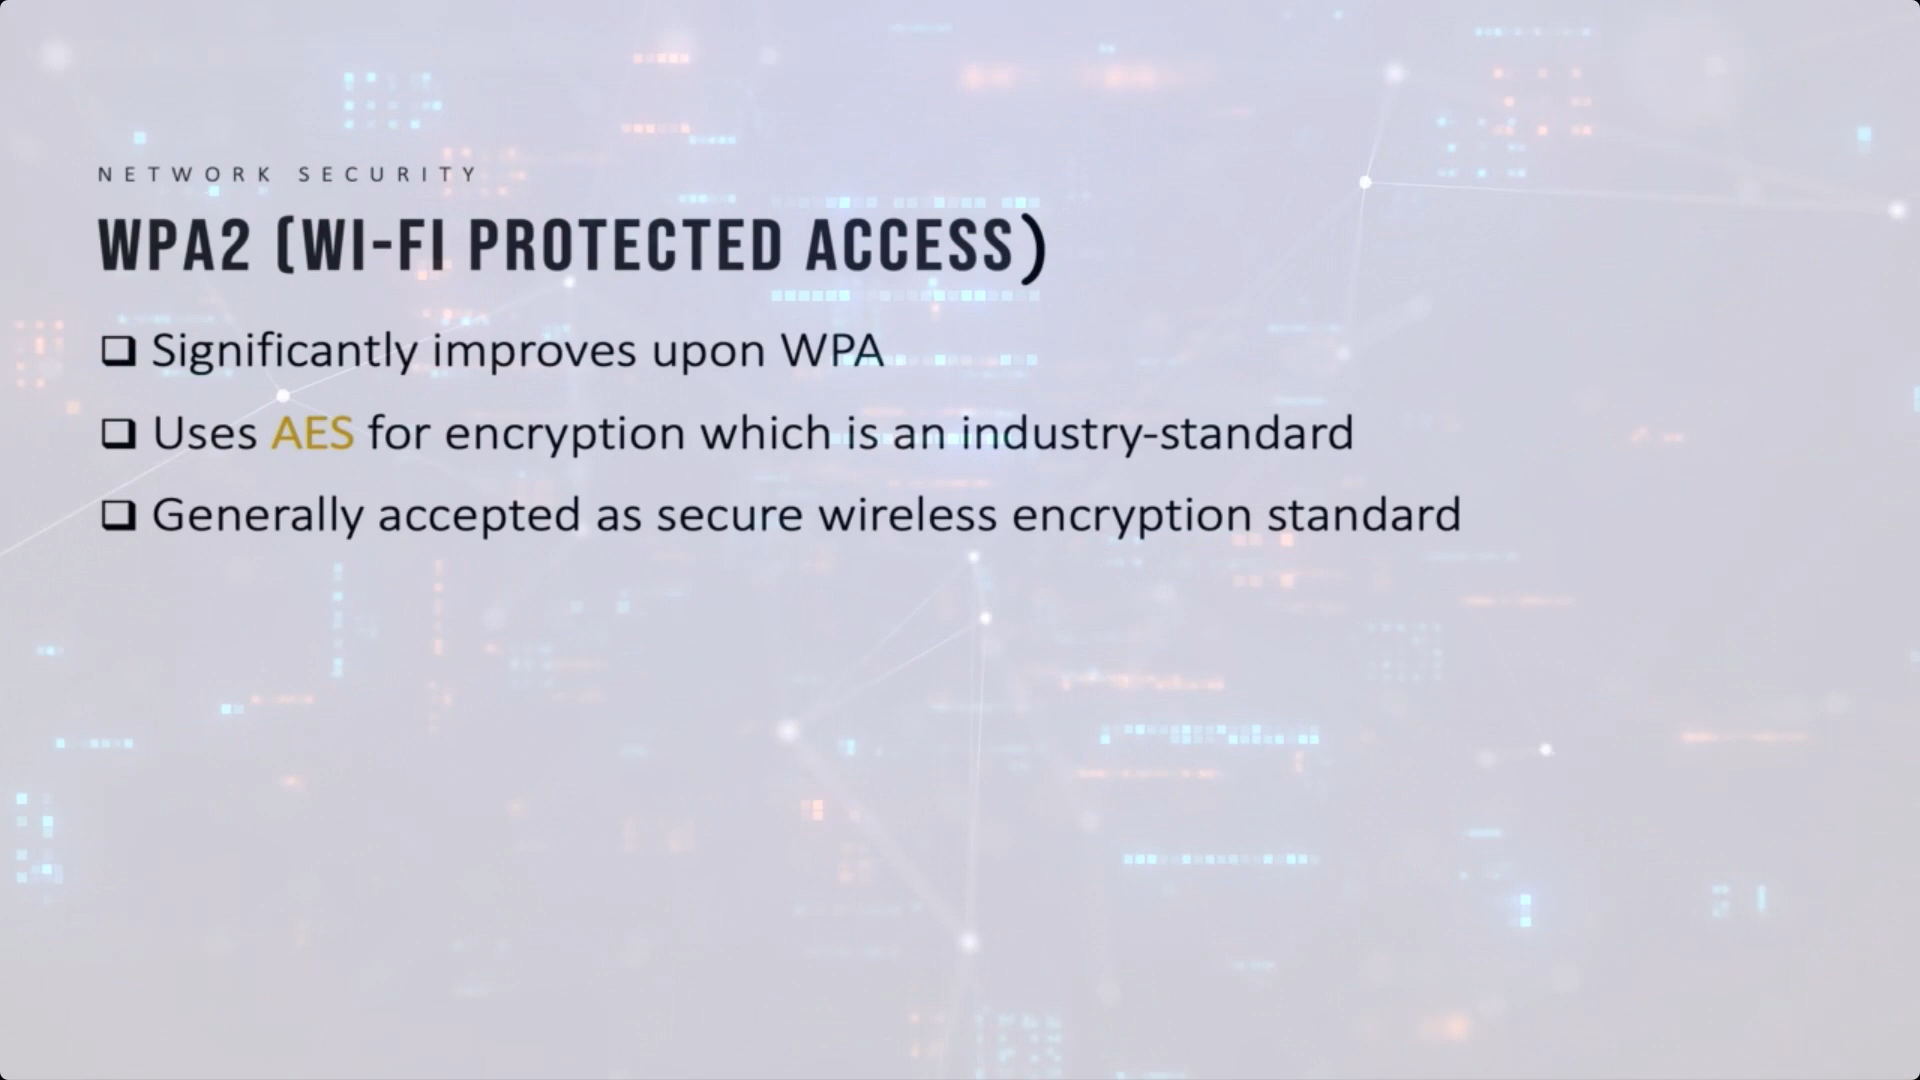 NETWORK SECURITY
WPA2 (WI-FI PROTECTED ACCESS)
Significantly improves upon WPA
Uses AES for encryption which is an industry-standard
Generally accepted as secure wireless encryption standard